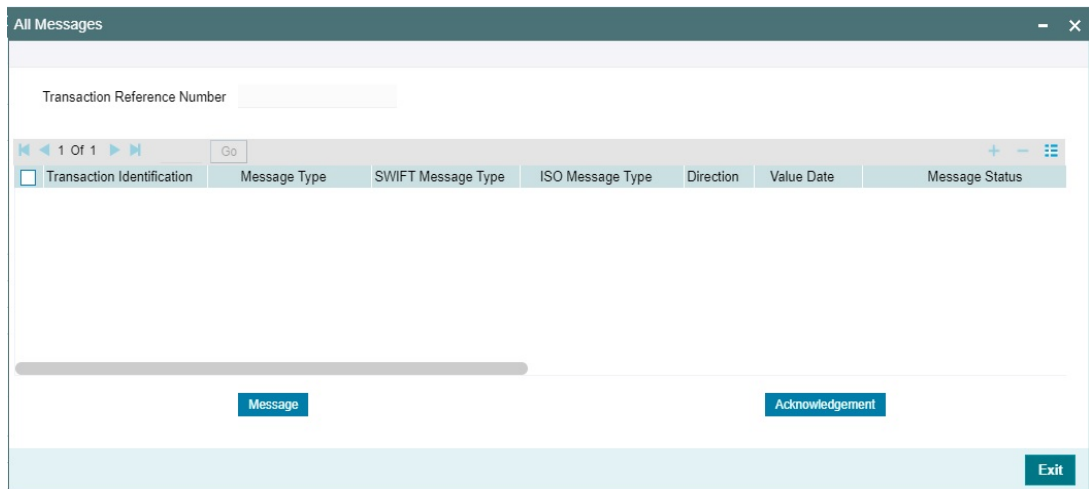 All Messages
Transaction Reference Number
1 Of 1 Go
Transaction Identification Message Type SWIFT Message Type ISO Message Type Direction Value Date Message Status
Message Acknowledgement
Exit